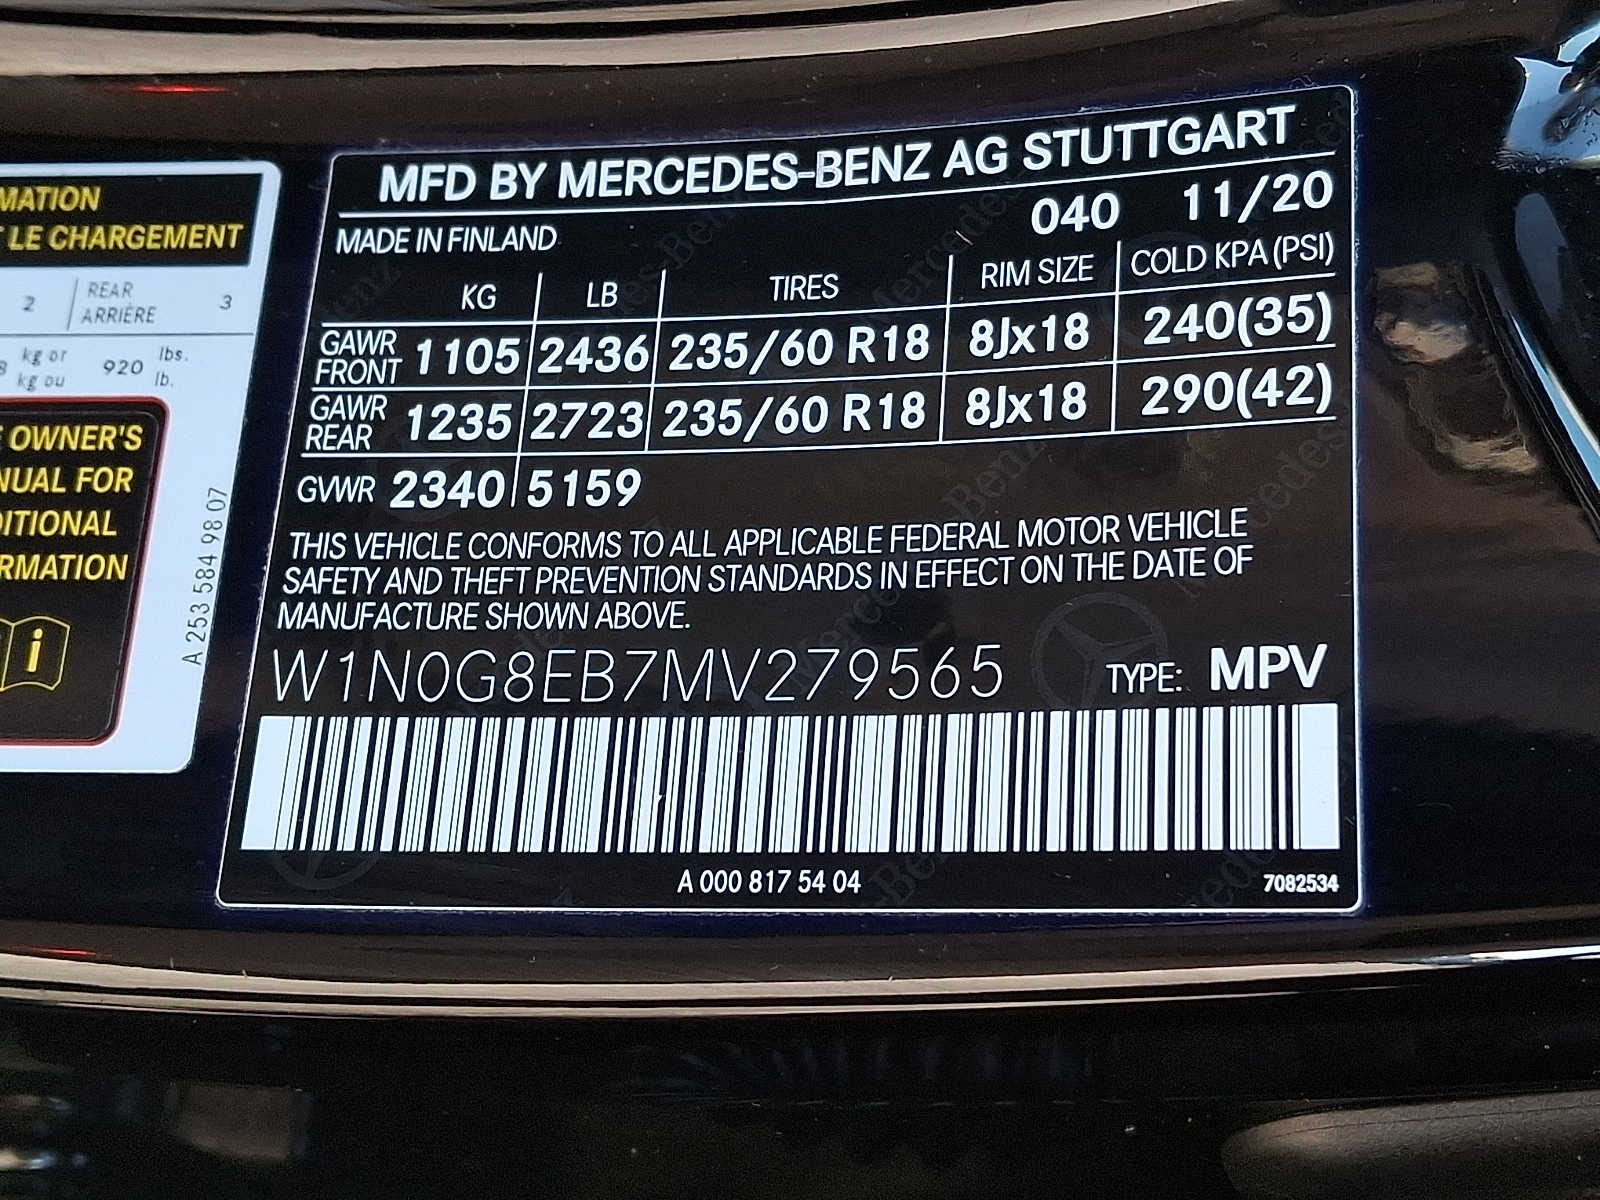 MATION
T LE CHARGEMENT
2 REAR ARRIÈRE 3
kg or
kg ou 920 lbs.
lb.
OWNER'S
NUAL FOR
DITIONAL
RMATION
i
A 253 584 98 07
MFD BY MERCEDES-BENZ AG STUTTGART
MADE IN FINLAND 040 11/20
KG LB TIRES RIM SIZE COLD KPA (PSI)
GAWR FRONT 1105 2436 235/60 R18 8Jx18 240(35)
GAWR REAR 1235 2723 235/60 R18 8Jx18 290(42)
GVWR 2340 5159
THIS VEHICLE CONFORMS TO ALL APPLICABLE FEDERAL MOTOR VEHICLE
SAFETY AND THEFT PREVENTION STANDARDS IN EFFECT ON THE DATE OF
MANUFACTURE SHOWN ABOVE.
W1N0G8EB7MV279565 TYPE: MPV
A 000 817 54 04 7082534